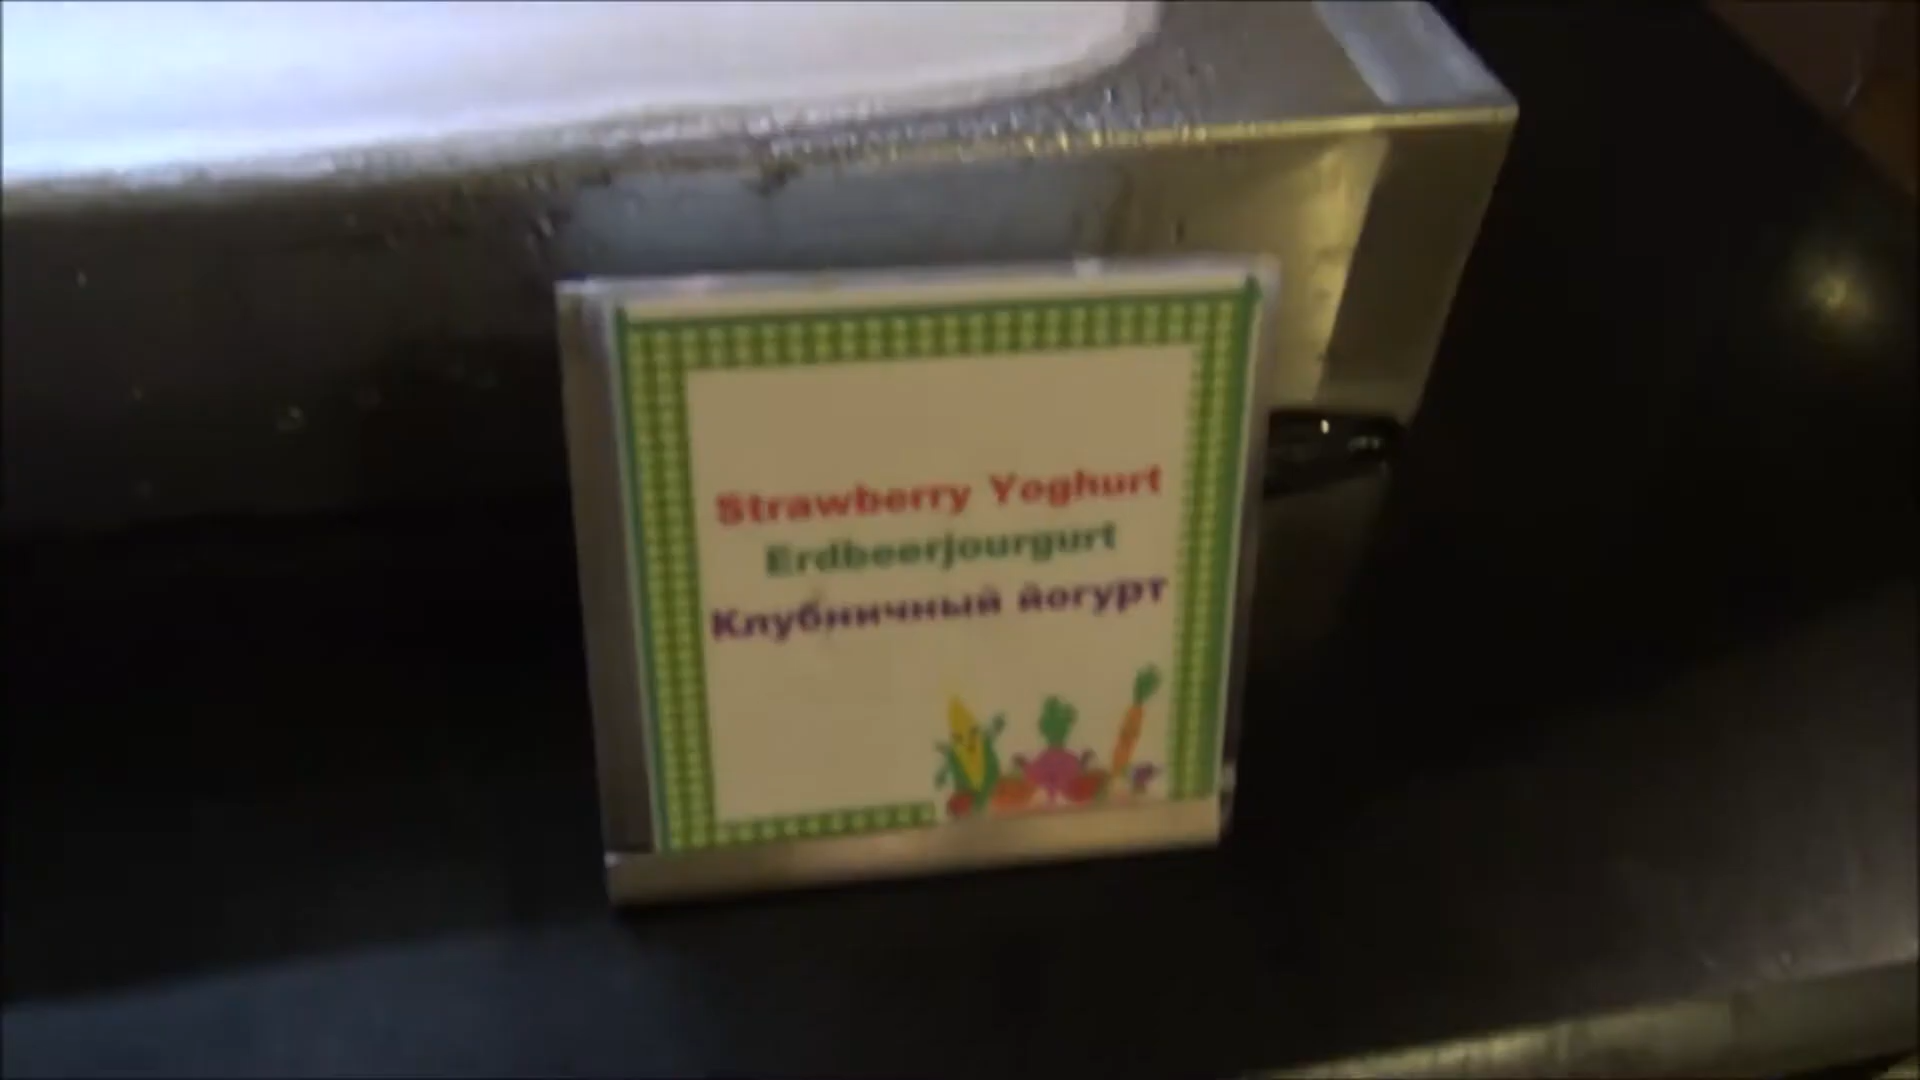 Strawberry Yoghurt
Erdbeerjourgurt
Клубничный йогурт